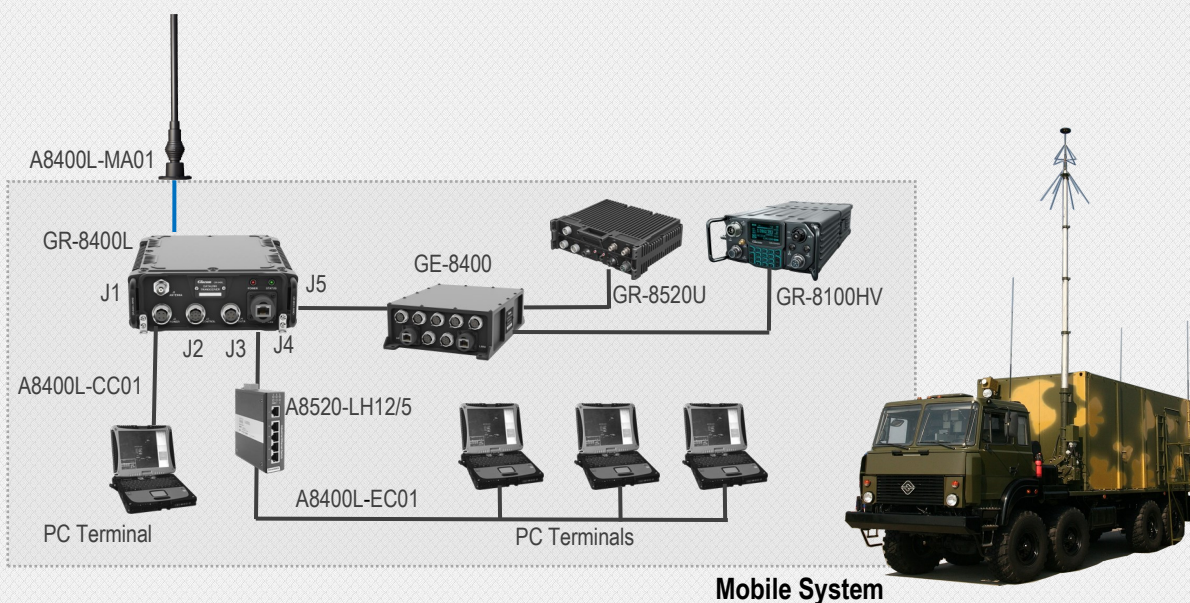 A8400L-MA01
GR-8400L
J1
J2
J3
J4
J5
GE-8400
GR-8520U
GR-8100HV
A8400L-CC01
A8520-LH12/5
A8400L-EC01
PC Terminal
PC Terminals
Mobile System